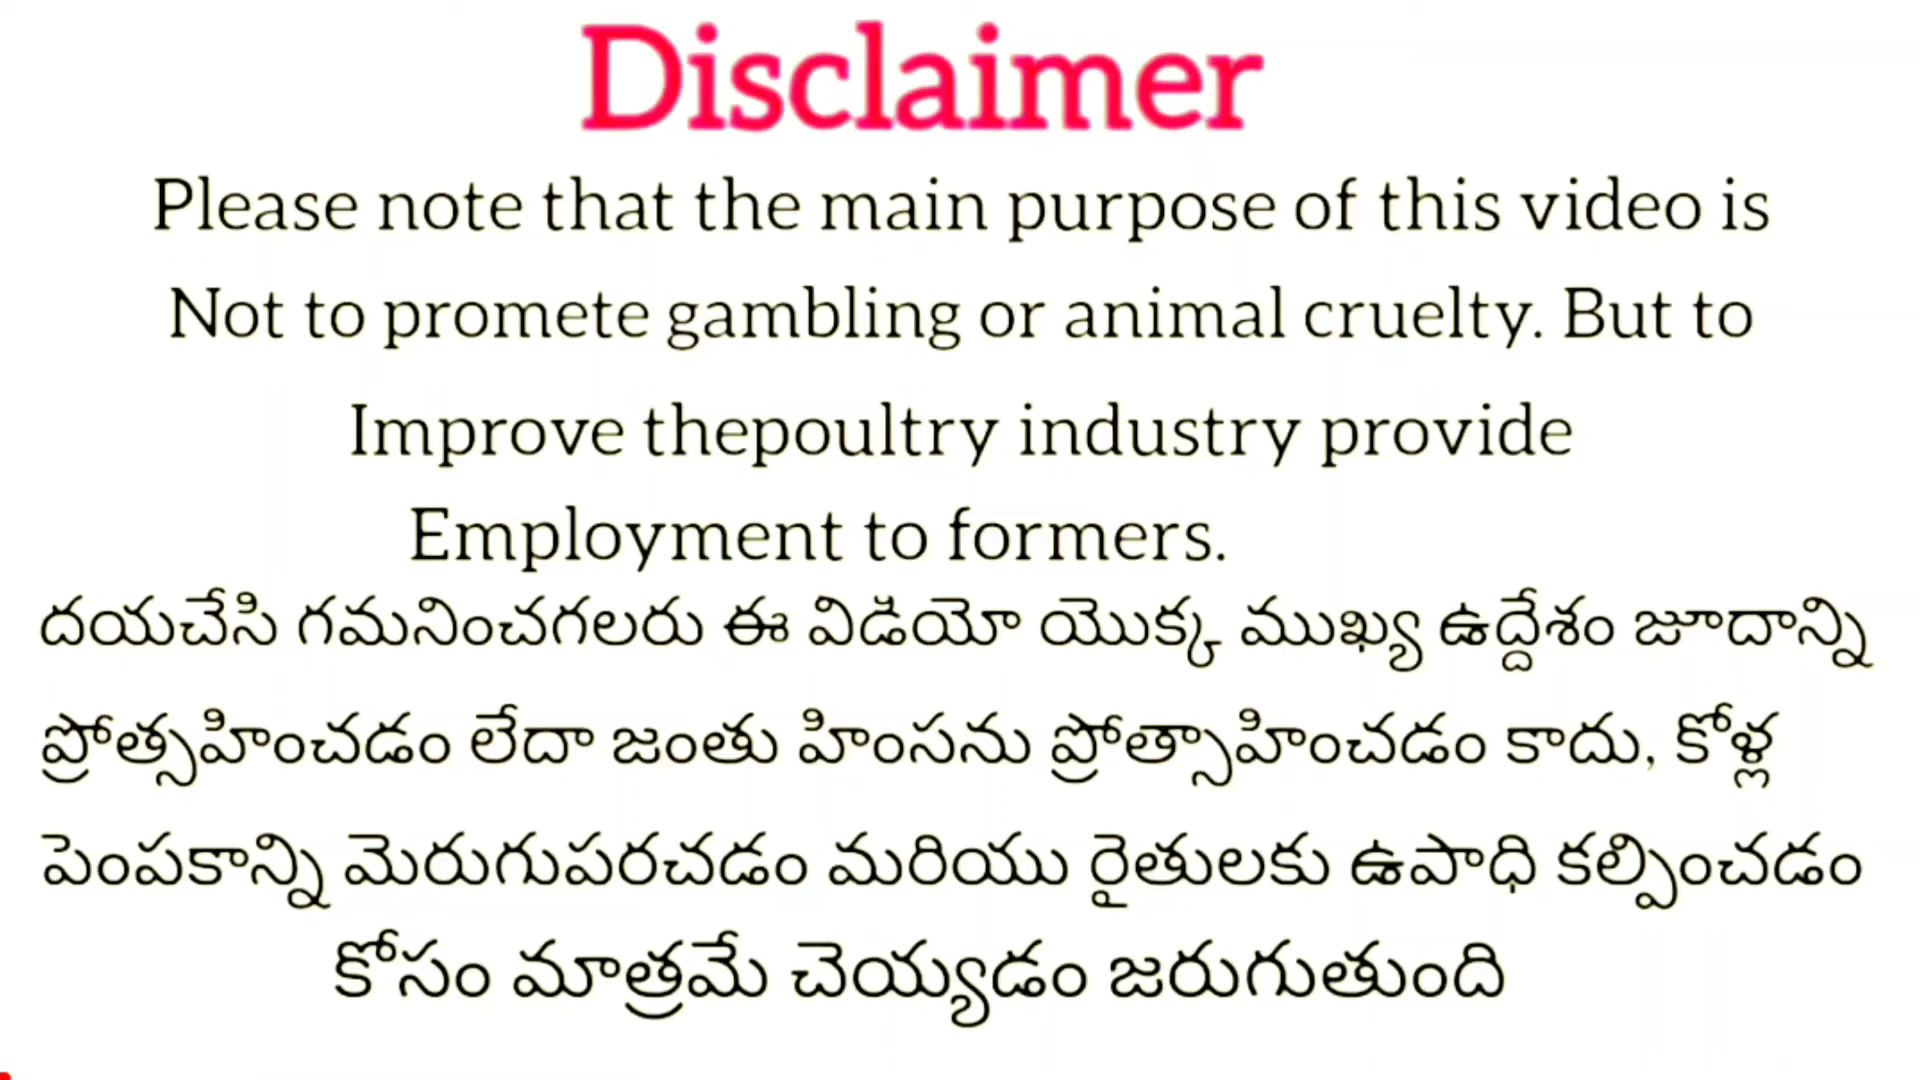 Disclaimer
Please note that the main purpose of this video is
Not to promete gambling or animal cruelty. But to
Improve thepoultry industry provide
Employment to formers.
దయచేసి గమనించగలరు ఈ విడియో యొక్క ముఖ్య ఉద్దేశం జూదాన్ని
ప్రోత్సహించడం లేదా జంతు హింసను ప్రోత్సాహించడం కాదు, కోళ్ల
పెంపకాన్ని మెరుగుపరచడం మరియు రైతులకు ఉపాధి కల్పించడం
కోసం మాత్రమే చెయ్యడం జరుగుతుంది